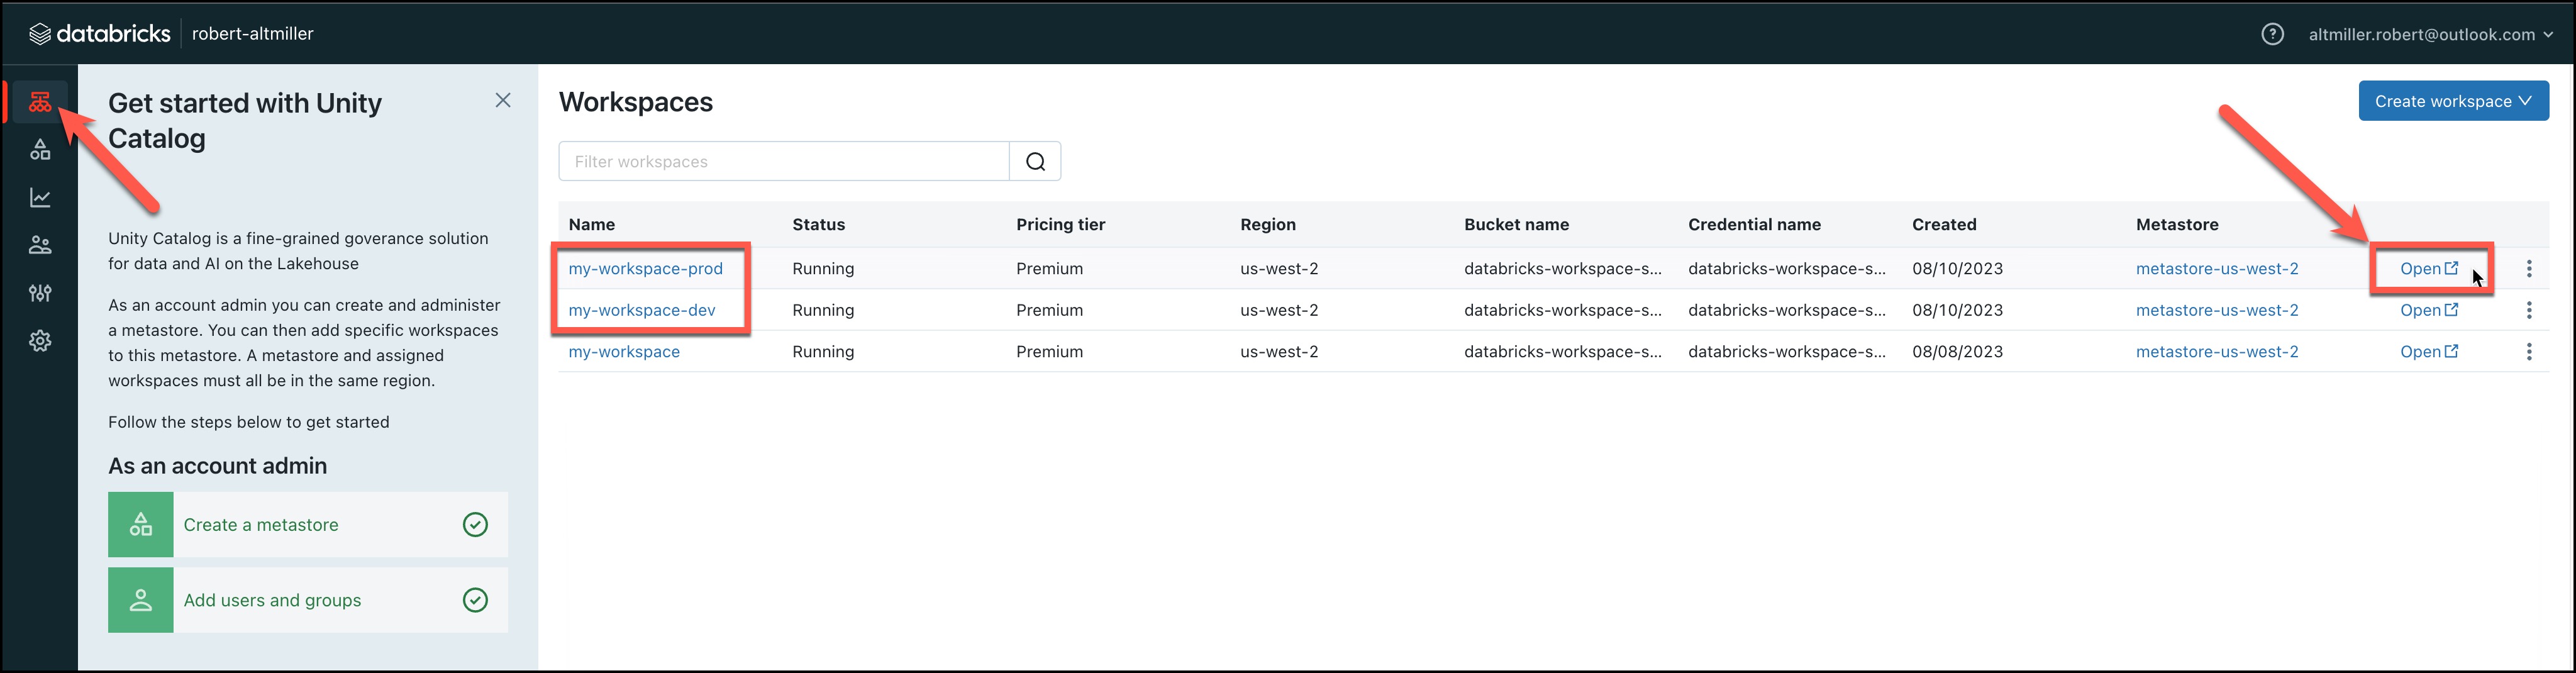 databricks robert-altmiller
? altmiller.robert@outlook.com
Get started with Unity
Catalog
Unity Catalog is a fine-grained goverance solution
for data and AI on the Lakehouse
As an account admin you can create and administer
a metastore. You can then add specific workspaces
to this metastore. A metastore and assigned
workspaces must all be in the same region.
Follow the steps below to get started
As an account admin
Create a metastore
Add users and groups
Workspaces
Create workspace
Filter workspaces
Name Status Pricing tier Region Bucket name Credential name Created Metastore
my-workspace-prod Running Premium us-west-2 databricks-workspace-s... databricks-workspace-s... 08/10/2023 metastore-us-west-2 Open
my-workspace-dev Running Premium us-west-2 databricks-workspace-s... databricks-workspace-s... 08/10/2023 metastore-us-west-2 Open
my-workspace Running Premium us-west-2 databricks-workspace-s... databricks-workspace-s... 08/08/2023 metastore-us-west-2 Open